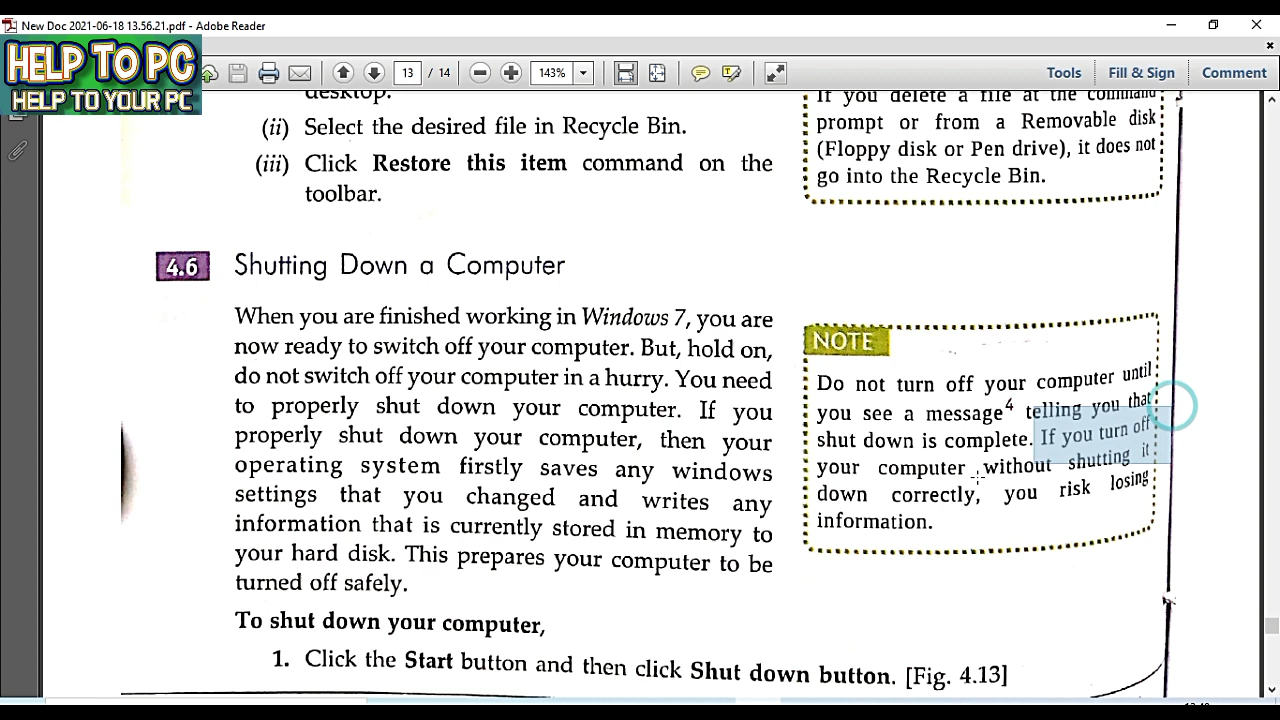 New Doc 2021-06-18 13.56.21.pdf - Adobe Reader
HELP TO PC
HELP TO YOUR PC
13 / 14
143%
Tools
Fill & Sign
Comment
desktop.
(ii) Select the desired file in Recycle Bin.
(iii) Click Restore this item command on the
toolbar.
If you delete a file at the command
prompt or from a Removable disk
(Floppy disk or Pen drive), it does not
go into the Recycle Bin.
4.6 Shutting Down a Computer
When you are finished working in Windows 7, you are
now ready to switch off your computer. But, hold on,
do not switch off your computer in a hurry. You need
to properly shut down your computer. If you
properly shut down your computer, then your
operating system firstly saves any windows
settings that you changed and writes any
information that is currently stored in memory to
your hard disk. This prepares your computer to be
turned off safely.
NOTE
Do not turn off your computer until
you see a message4 telling you that
shut down is complete. If you turn off
your computer without shutting it
down correctly, you risk losing
information.
To shut down your computer,
1. Click the Start button and then click Shut down button. [Fig. 4.13]